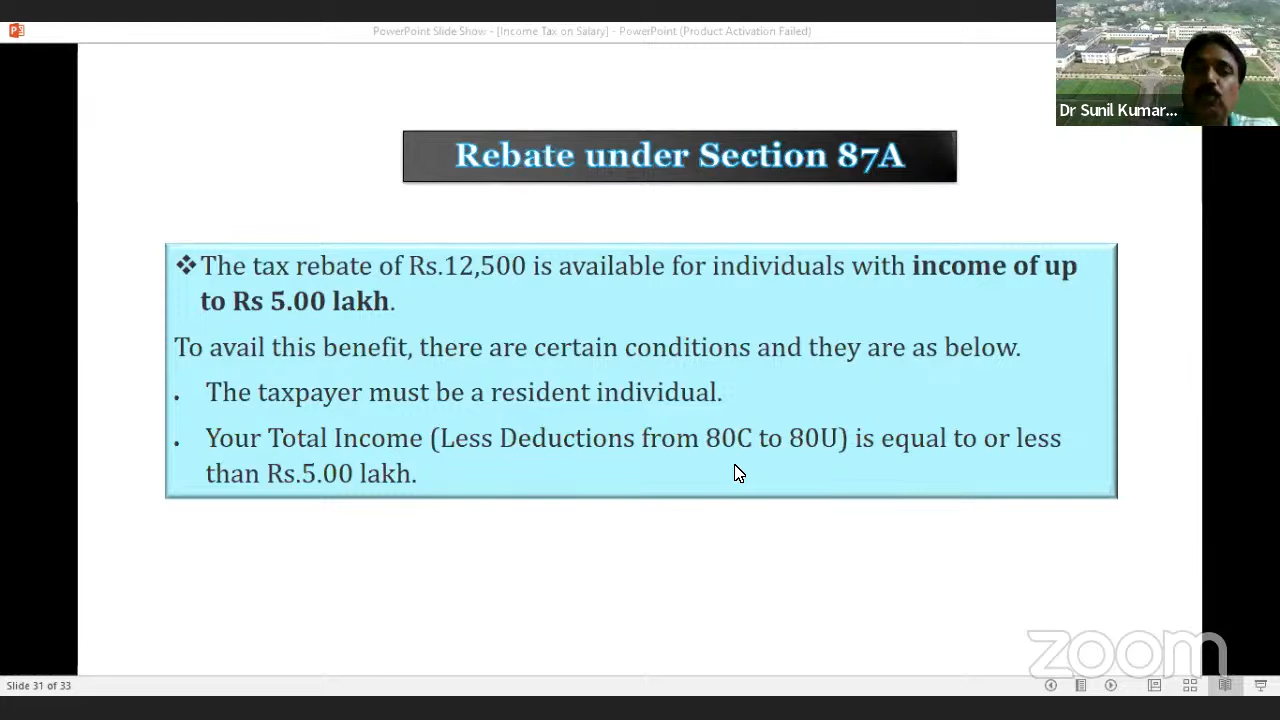 PowerPoint Slide Show - [Income Tax on Salary] - PowerPoint (Product Activation Failed)
Dr Sunil Kumar...
Rebate under Section 87A
❖The tax rebate of Rs.12,500 is available for individuals with income of up
to Rs 5.00 lakh.
To avail this benefit, there are certain conditions and they are as below.
. The taxpayer must be a resident individual.
. Your Total Income (Less Deductions from 80C to 80U) is equal to or less
than Rs.5.00 lakh.
zoom
Slide 31 of 33